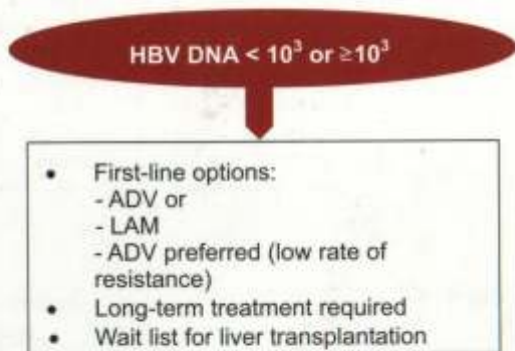 HBV DNA < 10³ or ≥10³
• First-line options:
- ADV or
- LAM
- ADV preferred (low rate of
resistance)
• Long-term treatment required
• Wait list for liver transplantation